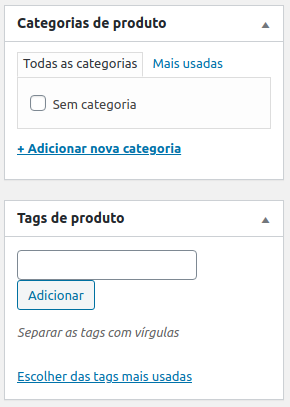 Categorias de produto
Todas as categorias Mais usadas
Sem categoria
+ Adicionar nova categoria
Tags de produto
Adicionar
Separar as tags com vírgulas
Escolher das tags mais usadas